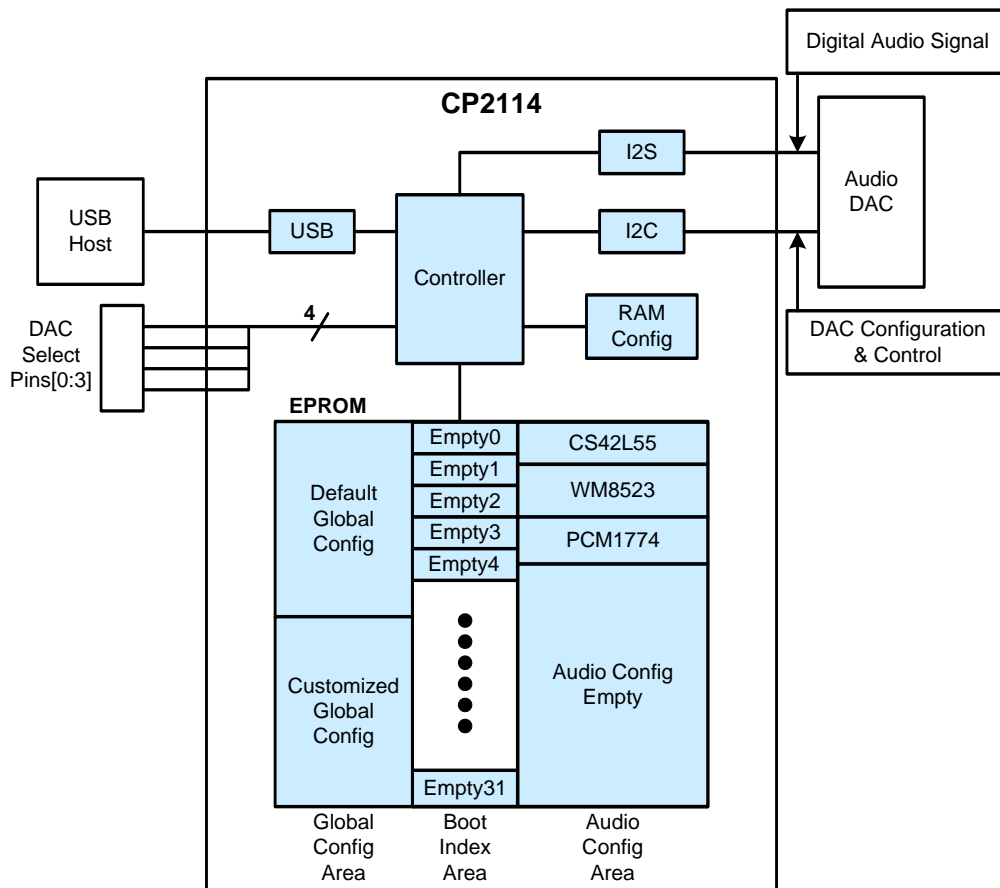 Digital Audio Signal
CP2114
I2S
Audio
DAC
USB
Host
USB
I2C
Controller
4
DAC
Select
Pins[0:3]
RAM
Config
DAC Configuration
& Control
EPROM
Default
Global
Config
Customized
Global
Config
Empty0
Empty1
Empty2
Empty3
Empty4
Empty31
CS42L55
WM8523
PCM1774
Audio Config
Empty
Global
Config
Area
Boot
Index
Area
Audio
Config
Area